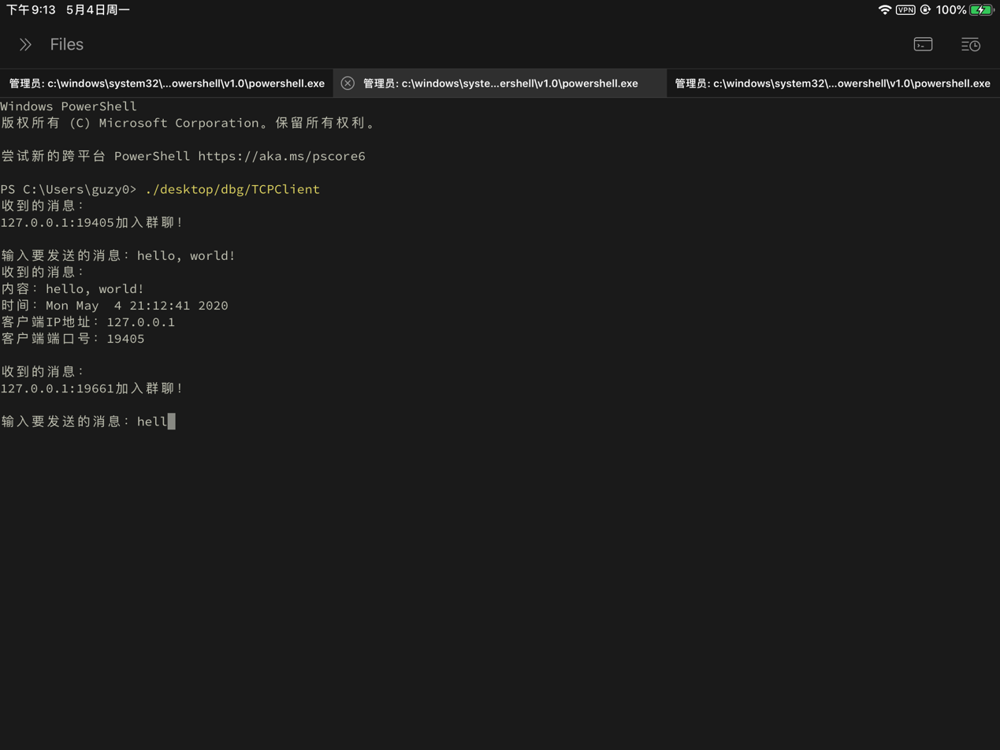 下午9:13 5月4日周一
VPN 100%
Files
管理员: c:\windows\system32\...owershell\v1.0\powershell.exe
管理员: c:\windows\syste...ershell\v1.0\powershell.exe
管理员: c:\windows\system32\...owershell\v1.0\powershell.exe
Windows PowerShell
版权所有 (C) Microsoft Corporation。保留所有权利。
尝试新的跨平台 PowerShell https://aka.ms/pscore6
PS C:\Users\guzy0> ./desktop/dbg/TCPClient
收到的消息：
127.0.0.1:19405加入群聊！
输入要发送的消息：hello, world!
收到的消息：
内容：hello, world!
时间：Mon May  4 21:12:41 2020
客户端IP地址：127.0.0.1
客户端端口号：19405
收到的消息：
127.0.0.1:19661加入群聊！
输入要发送的消息：hell